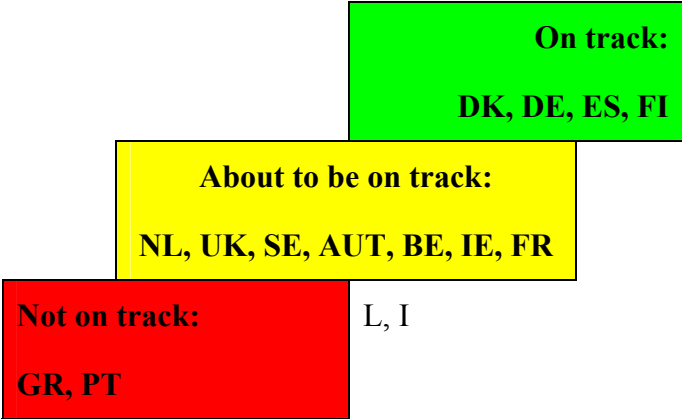 On track:
DK, DE, ES, FI
About to be on track:
NL, UK, SE, AUT, BE, IE, FR
Not on track:
L, I
GR, PT